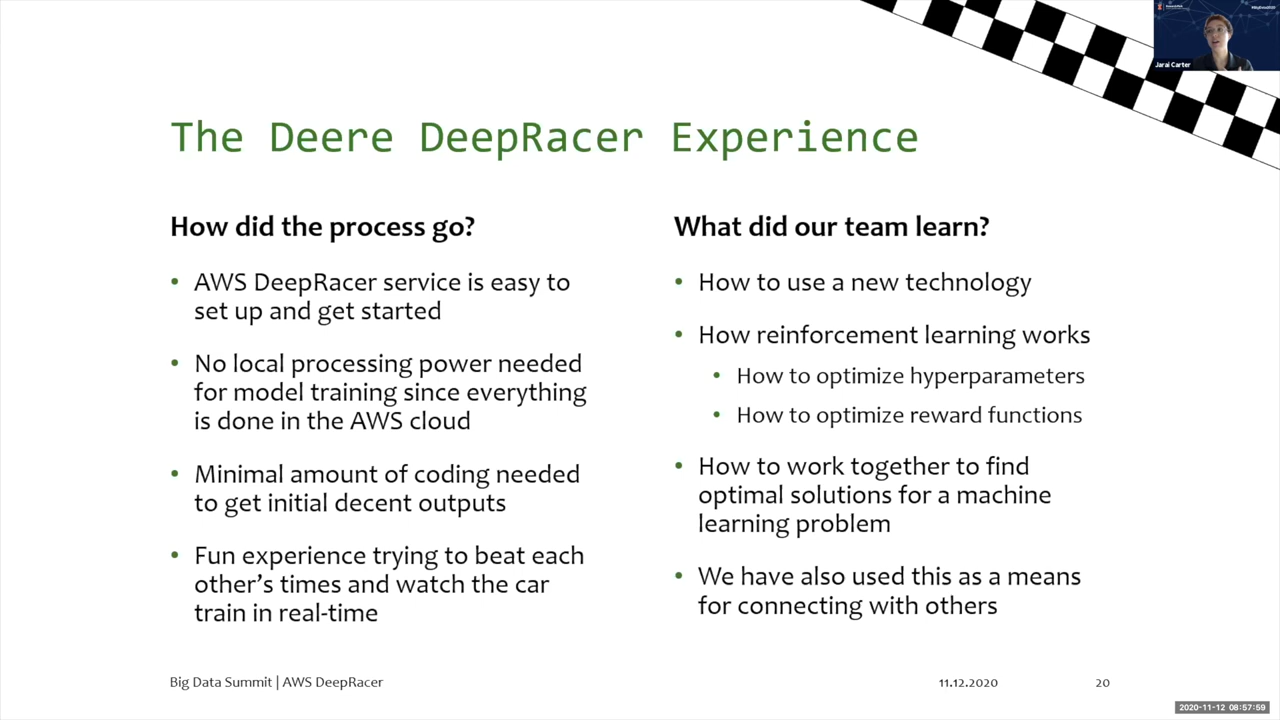 The Deere DeepRacer Experience
How did the process go?
• AWS DeepRacer service is easy to
set up and get started
• No local processing power needed
for model training since everything
is done in the AWS cloud
• Minimal amount of coding needed
to get initial decent outputs
• Fun experience trying to beat each
other's times and watch the car
train in real-time
What did our team learn?
• How to use a new technology
• How reinforcement learning works
• How to optimize hyperparameters
• How to optimize reward functions
• How to work together to find
optimal solutions for a machine
learning problem
• We have also used this as a means
for connecting with others
Big Data Summit | AWS DeepRacer
11.12.2020
20
Jarai Carter
2020-11-12 08:57:59